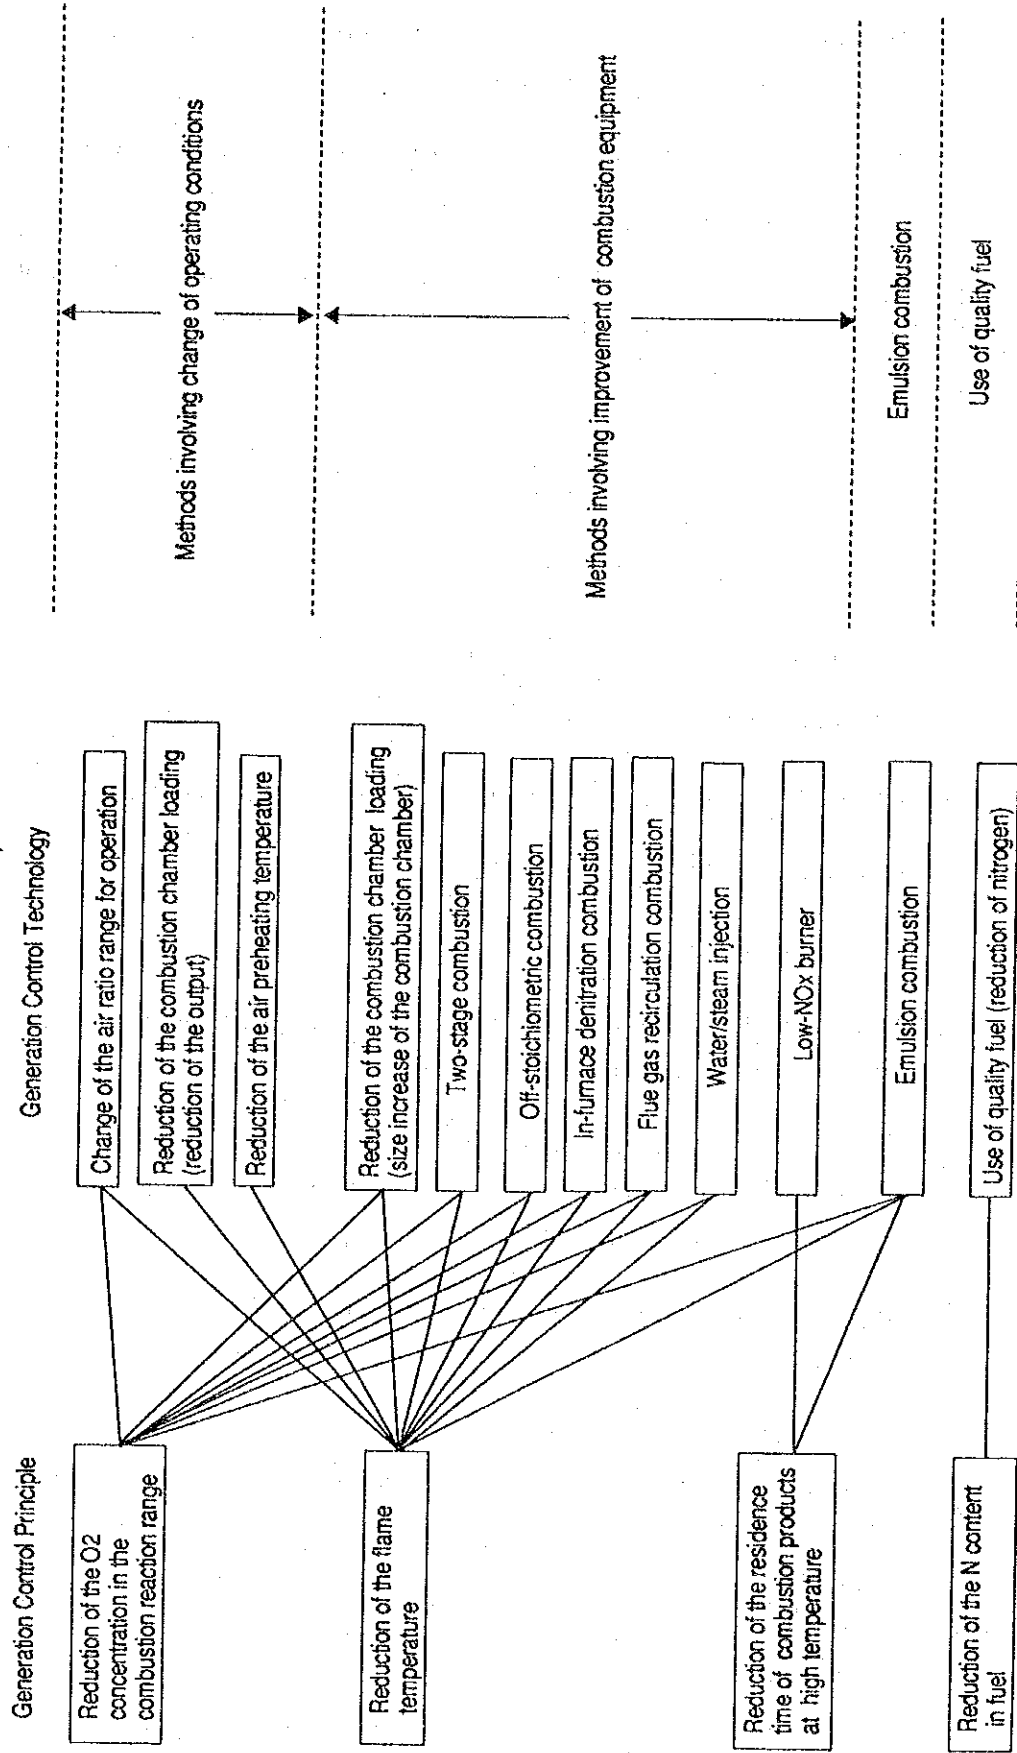 Generation Control Principle
Generation Control Technology
Reduction of the O2
concentration in the
combustion reaction range
Reduction of the flame
temperature
Reduction of the residence
time of combustion products
at high temperature
Reduction of the N content
in fuel
Change of the air ratio range for operation
Reduction of the combustion chamber loading
(reduction of the output)
Reduction of the air preheating temperature
Reduction of the combustion chamber loading
(size increase of the combustion chamber)
Two-stage combustion
Off-stoichiometric combustion
In-furnace denitration combustion
Flue gas recirculation combustion
Water/steam injection
Low-NOx burner
Emulsion combustion
Use of quality fuel (reduction of nitrogen)
Methods involving change of operating conditions
Methods involving improvement of combustion equipment
Emulsion combustion
Use of quality fuel